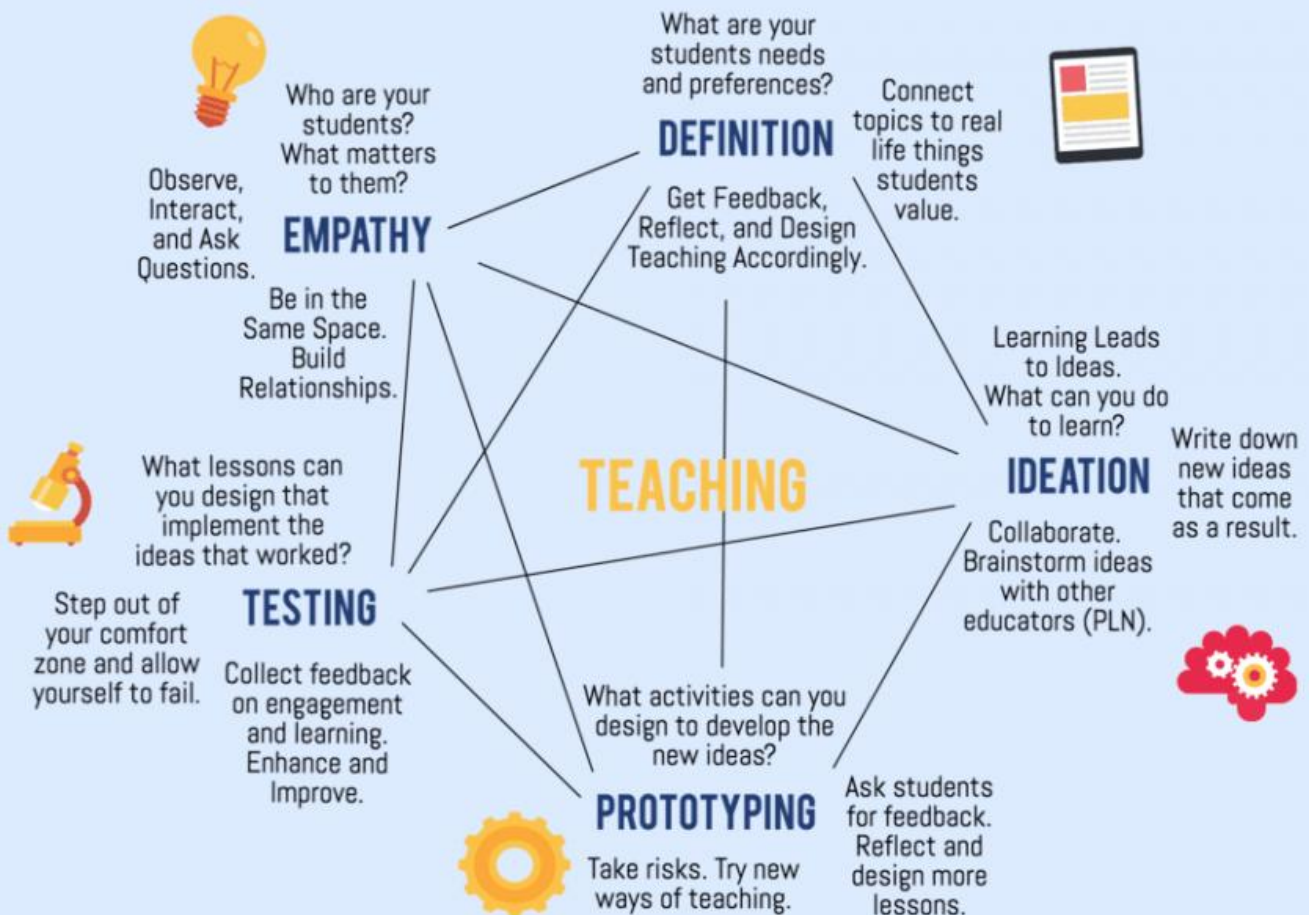 Who are your
students?
What matters
to them?
Observe,
Interact,
and Ask
Questions.
EMPATHY
Be in the
Same Space.
Build
Relationships.
What are your
students needs
and preferences?
DEFINITION
Connect
topics to real
life things
students
value.
Get Feedback,
Reflect, and Design
Teaching Accordingly.
Learning Leads
to Ideas.
What can you do
to learn?
IDEATION
Write down
new ideas
that come
as a result.
Collaborate.
Brainstorm ideas
with other
educators (PLN).
TEACHING
What lessons can
you design that
implement the
ideas that worked?
TESTING
Step out of
your comfort
zone and allow
yourself to fail.
Collect feedback
on engagement
and learning.
Enhance and
Improve.
What activities can you
design to develop the
new ideas?
PROTOTYPING
Take risks. Try new
ways of teaching.
Ask students
for feedback.
Reflect and
design more
lessons.